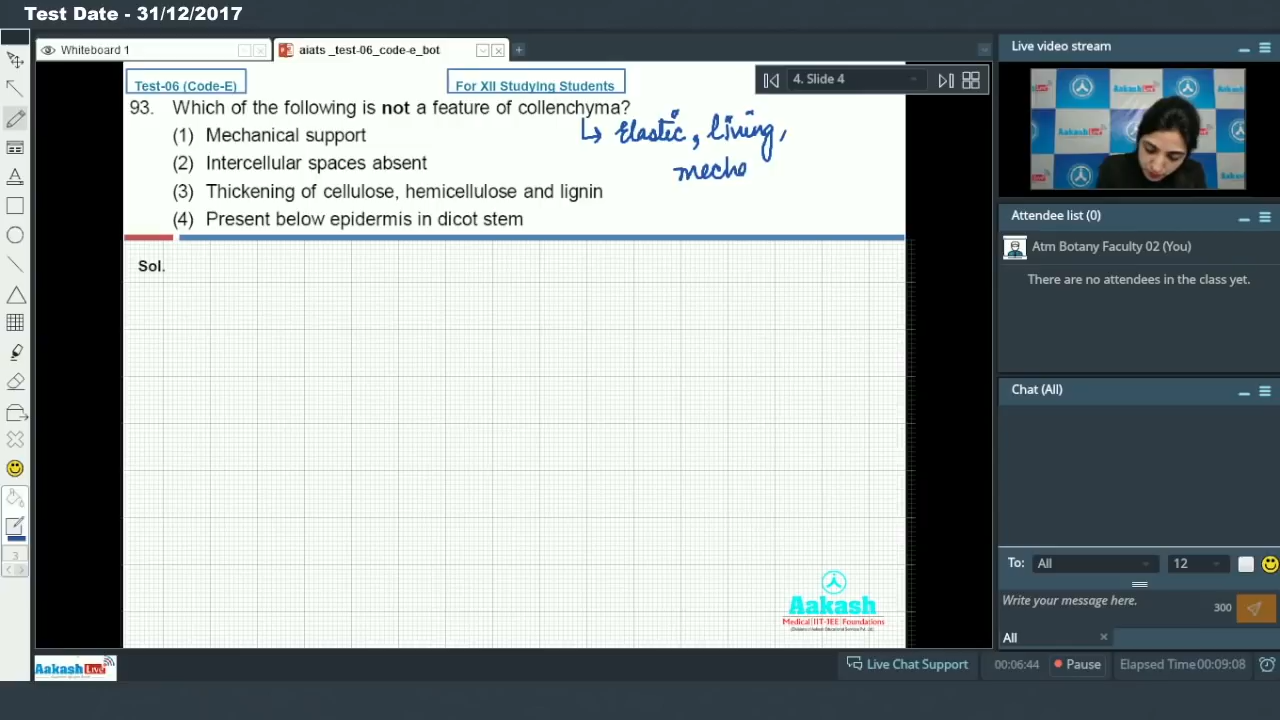 Test Date - 31/12/2017
Whiteboard 1
aiats _test-06_code-e_bot
Test-06 (Code-E)
For XII Studying Students
4. Slide 4
93. Which of the following is not a feature of collenchyma?
↳ Elastic, living,
mecha
(1) Mechanical support
(2) Intercellular spaces absent
(3) Thickening of cellulose, hemicellulose and lignin
(4) Present below epidermis in dicot stem
Sol.
Aakash
Medical|IIT-JEE|Foundations
3
Aakash Live
Live video stream
Attendee list (0)
Atm Botany Faculty 02 (You)
There are no attendees in the class yet.
Chat (All)
To: All 12
Write your message here. 300
All
Live Chat Support 00:06:44 Pause Elapsed Time 00:09:08